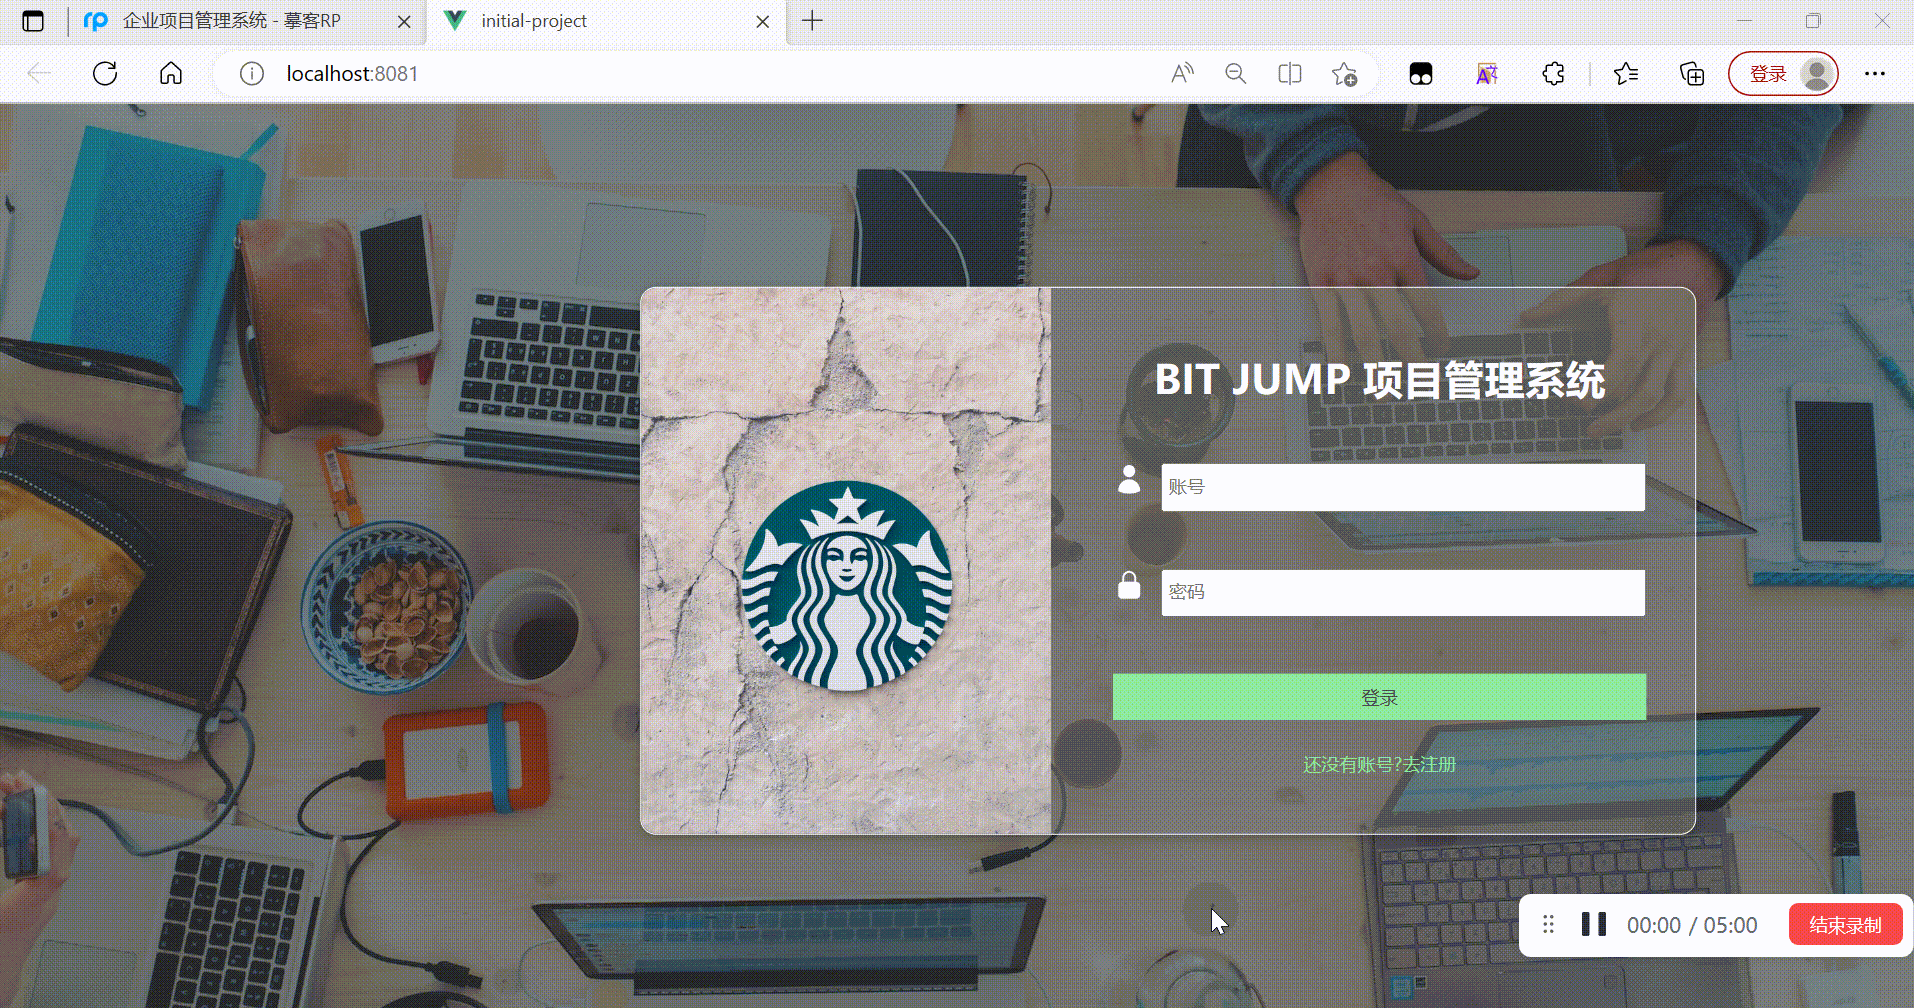 企业项目管理系统 - 摹客RP
initial-project
localhost:8081
登录
BIT JUMP 项目管理系统
账号
密码
登录
还没有账号?去注册
00:00 / 05:00
结束录制